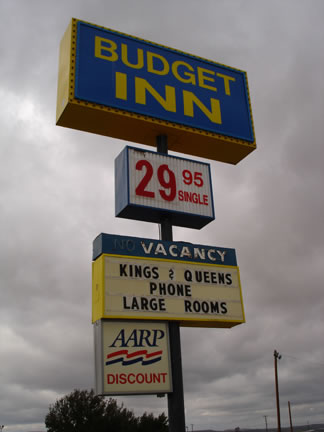 BUDGET
INN
29 95
SINGLE
NO VACANCY
KINGS & QUEENS
PHONE
LARGE ROOMS
AARP
DISCOUNT